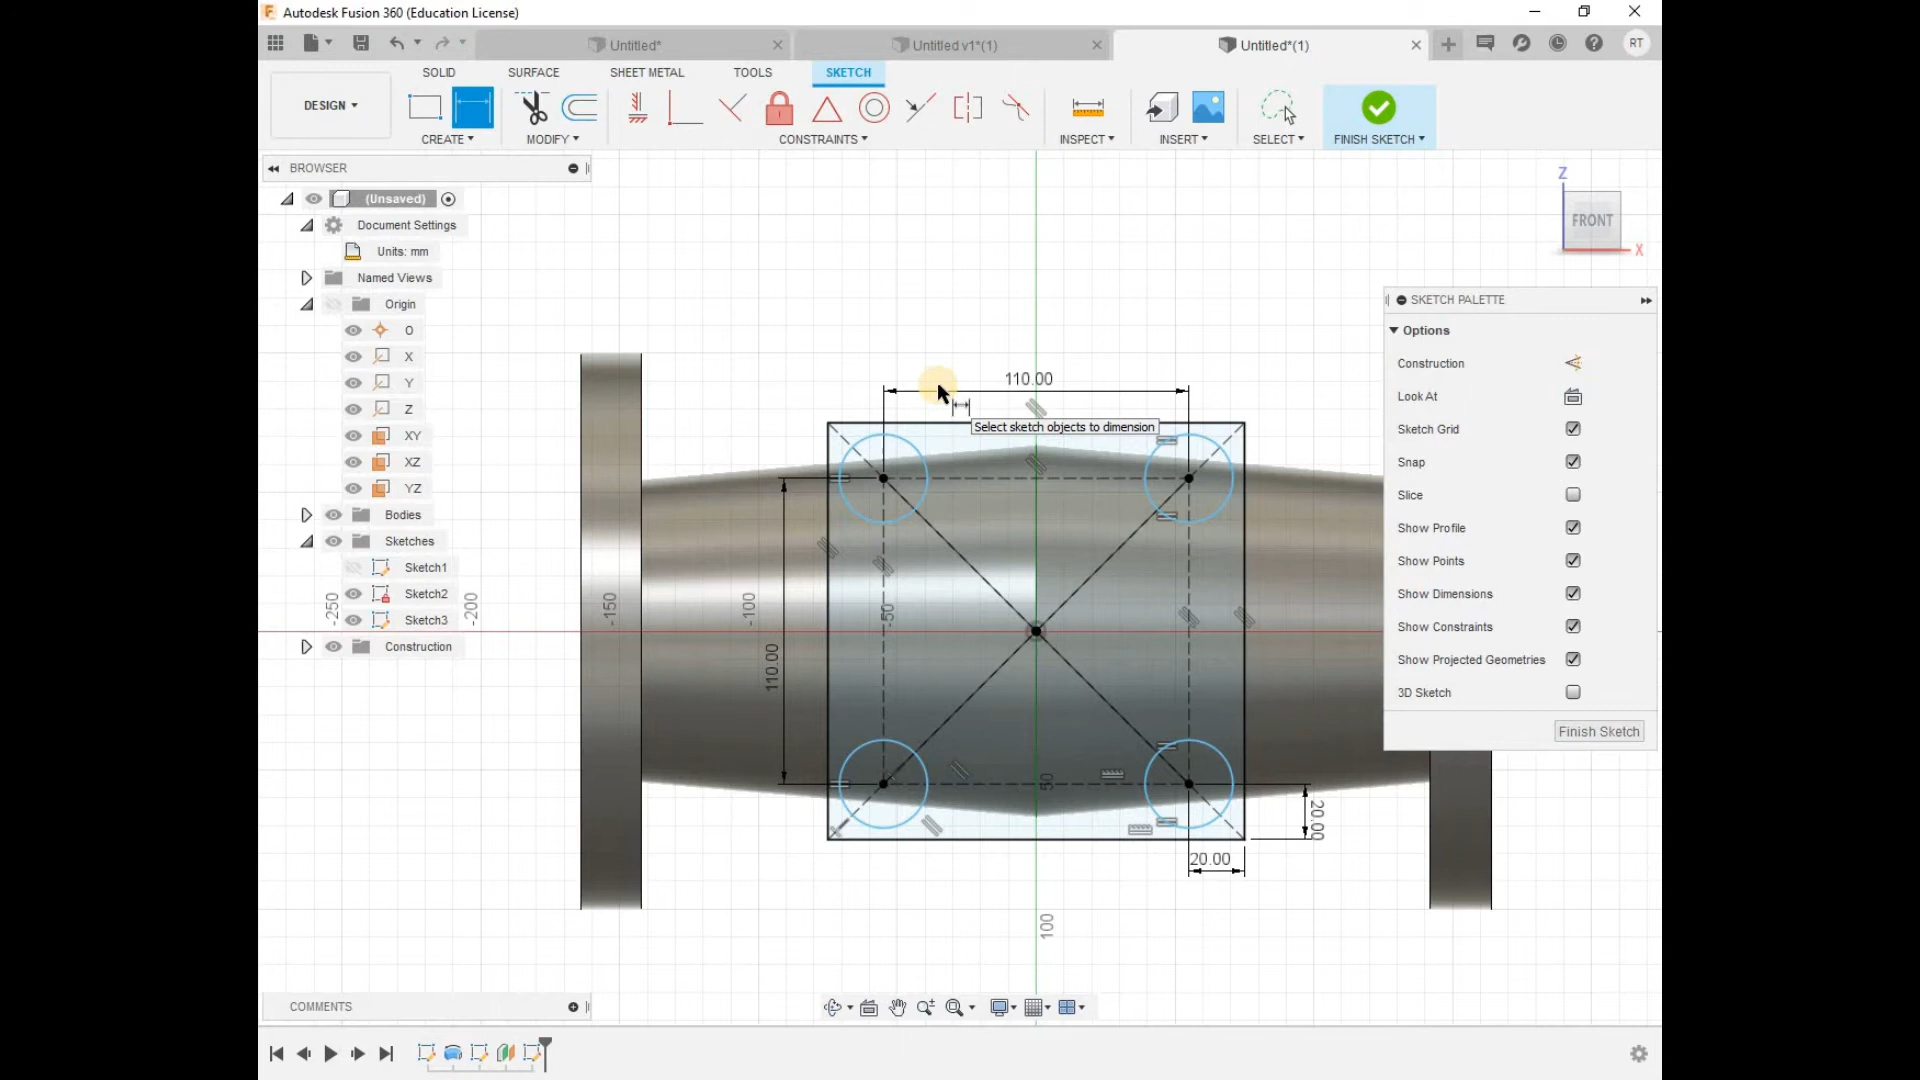 Autodesk Fusion 360 (Education License)
Untitled*
Untitled v1*(1)
Untitled*(1)
RT
SOLID
SURFACE
SHEET METAL
TOOLS
SKETCH
DESIGN
CREATE
MODIFY
CONSTRAINTS
INSPECT
INSERT
SELECT
FINISH SKETCH
BROWSER
(Unsaved)
Document Settings
Units: mm
Named Views
Origin
O
X
Y
Z
XY
XZ
YZ
Bodies
Sketches
Sketch1
Sketch2
Sketch3
Construction
Z
FRONT
X
SKETCH PALETTE
Options
Construction
Look At
Sketch Grid
Snap
Slice
Show Profile
Show Points
Show Dimensions
Show Constraints
Show Projected Geometries
3D Sketch
Finish Sketch
110.00
Select sketch objects to dimension
-250
-200
-150
-100
-50
110.00
50
20.00
20.00
100
COMMENTS